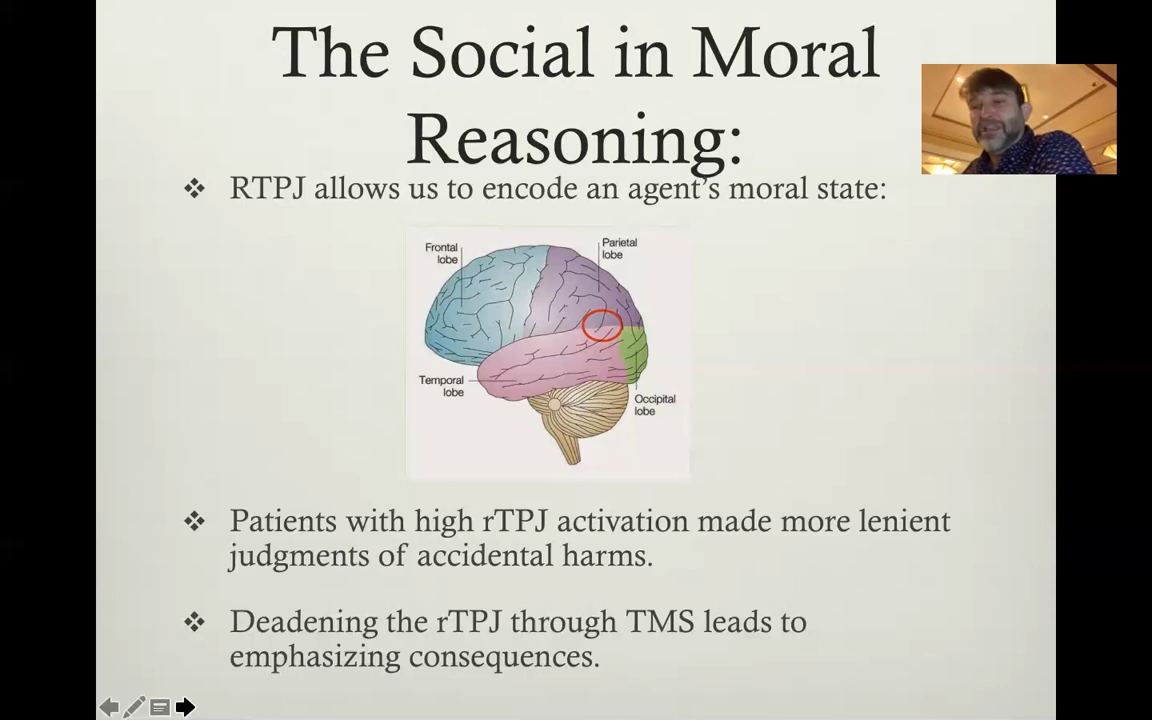 The Social in Moral
Reasoning:
❖ RTPJ allows us to encode an agent's moral state:
Frontal
lobe
Parietal
lobe
Temporal
lobe
Occipital
lobe
❖ Patients with high rTPJ activation made more lenient
judgments of accidental harms.
❖ Deadening the rTPJ through TMS leads to
emphasizing consequences.